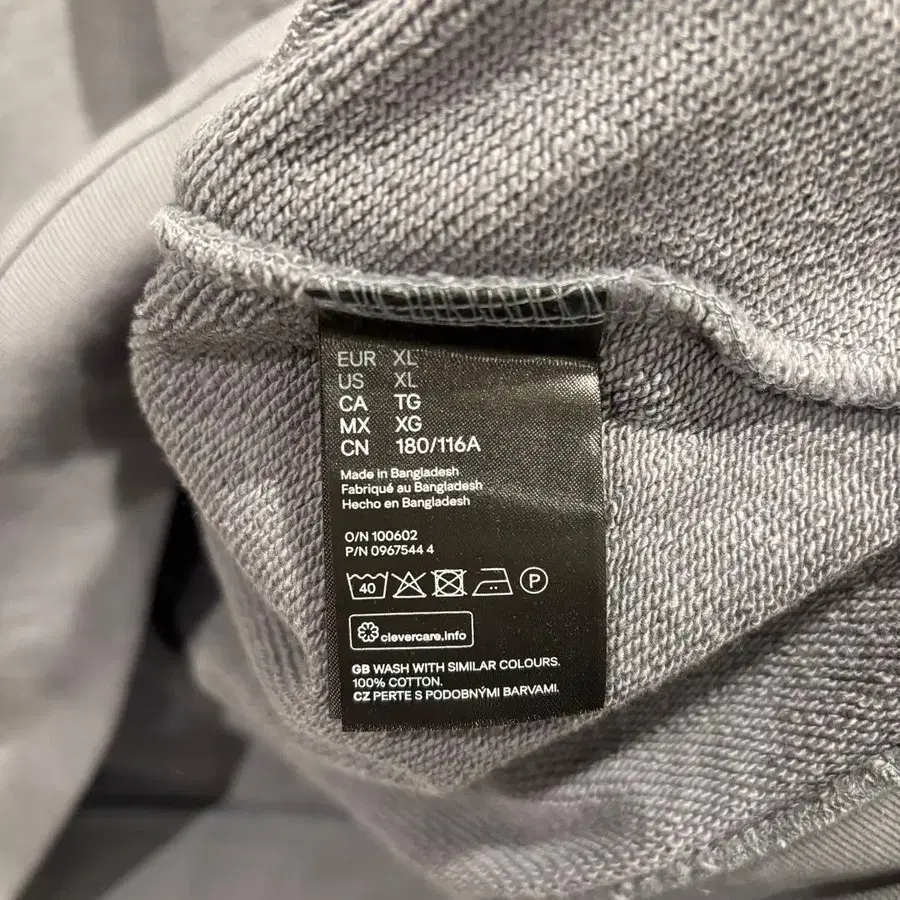 EUR XL
US XL
CA TG
MX XG
CN 180/116A
Made in Bangladesh
Fabriqué au Bangladesh
Hecho en Bangladesh
O/N 100602
P/N 0967544 4
40 P
clevercare.info
GB WASH WITH SIMILAR COLOURS.
100% COTTON.
CZ PERTE S PODOBNÝMI BARVAMI.